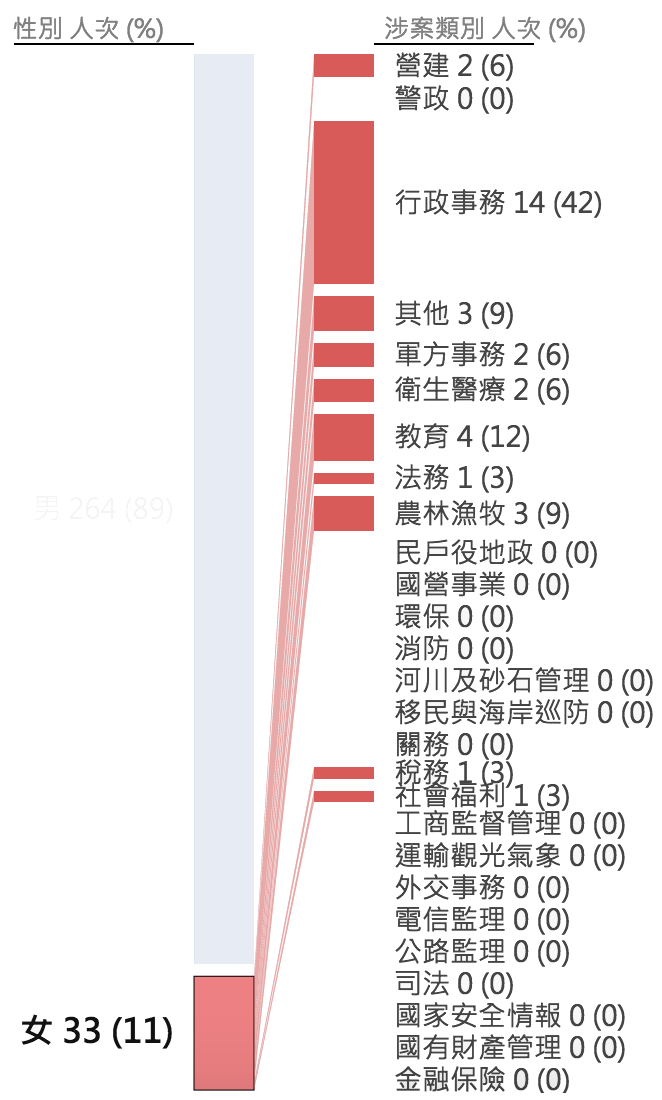 性別 人次 (%)
涉案類別 人次 (%)
營建 2 (6)
警政 0 (0)
行政事務 14 (42)
其他 3 (9)
軍方事務 2 (6)
衛生醫療 2 (6)
教育 4 (12)
法務 1 (3)
農林漁牧 3 (9)
男 264 (89)
民戶役地政 0 (0)
國營事業 0 (0)
環保 0 (0)
消防 0 (0)
河川及砂石管理 0 (0)
移民與海岸巡防 0 (0)
關務 0 (0)
稅務 1 (3)
社會福利 1 (3)
工商監督管理 0 (0)
運輸觀光氣象 0 (0)
外交事務 0 (0)
電信監理 0 (0)
公路監理 0 (0)
司法 0 (0)
國家安全情報 0 (0)
女 33 (11)
國有財產管理 0 (0)
金融保險 0 (0)